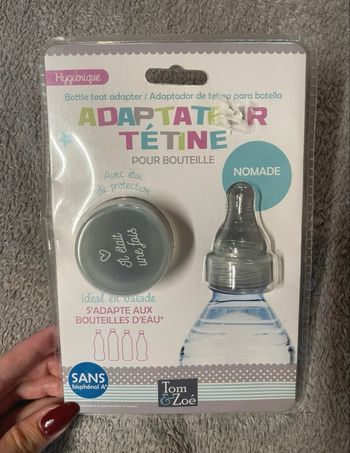 Hygiénique
Bottle teat adapter / Adaptador de tetina para botella
ADAPTATEUR
TÉTINE
POUR BOUTEILLE
NOMADE
Avec étui
de protection
Il était
une fois
Idéal en balade
S'ADAPTE AUX
BOUTEILLES D'EAU*
SANS
bisphénol A*
Tom
&Zoé